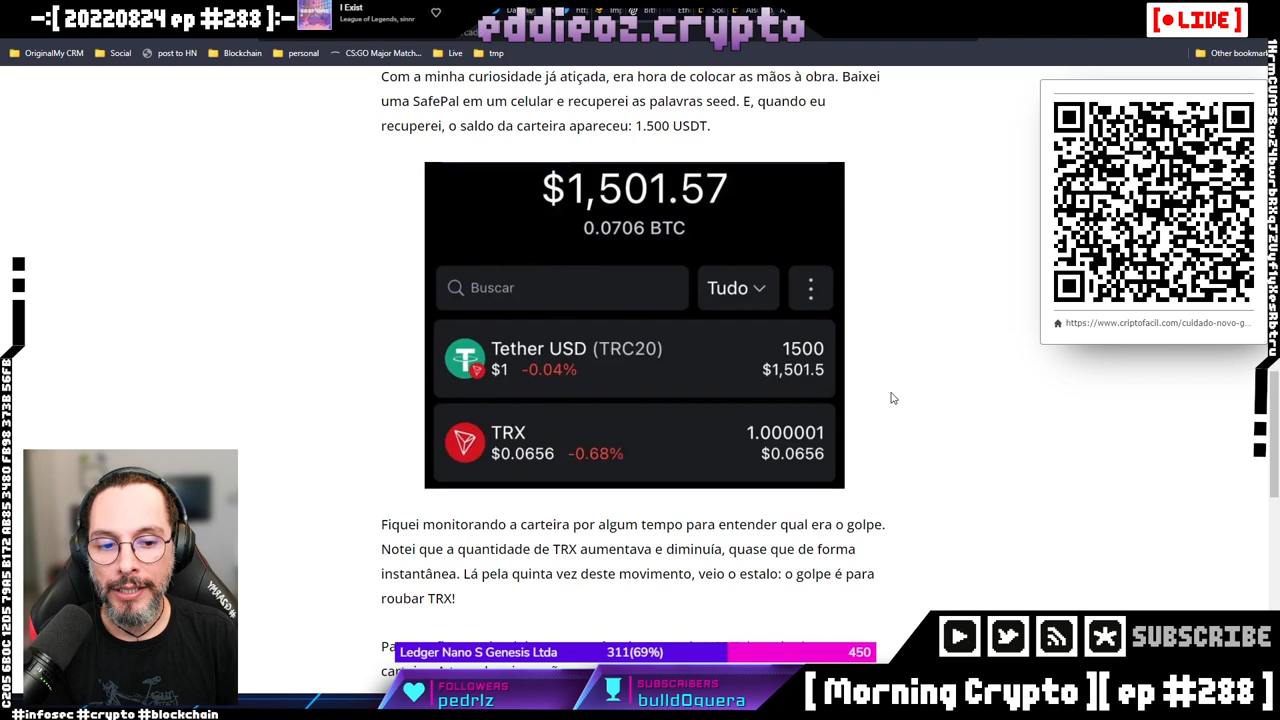 -:[ 20220824 ep #288 ]:-
I Exist
League of Legends, sinnr
eddieoz.crypto
[ • LIVE ]
OriginalMy CRM
Social
post to HN
Blockchain
personal
CS:GO Major Match...
Live
tmp
Other bookmar
Com a minha curiosidade já atiçada, era hora de colocar as mãos à obra. Baixei
uma SafePal em um celular e recuperei as palavras seed. E, quando eu
recuperei, o saldo da carteira apareceu: 1.500 USDT.
$1,501.57
0.0706 BTC
Buscar
Tudo
Tether USD (TRC20)
1500
$1 -0.04%
$1,501.5
TRX
1.000001
$0.0656 -0.68%
$0.0656
https://www.criptofacil.com/cuidado-novo-g...
Fiquei monitorando a carteira por algum tempo para entender qual era o golpe.
Notei que a quantidade de TRX aumentava e diminuía, quase que de forma
instantânea. Lá pela quinta vez deste movimento, veio o estalo: o golpe é para
roubar TRX!
Ledger Nano S Genesis Ltda 311(69%) 450
FOLLOWERS
pedrlz
SUBSCRIBERS
bulld0guera
SUBSCRIBE
[ Morning Crypto ][ ep #288 ]
#infosec #crypto #blockchain